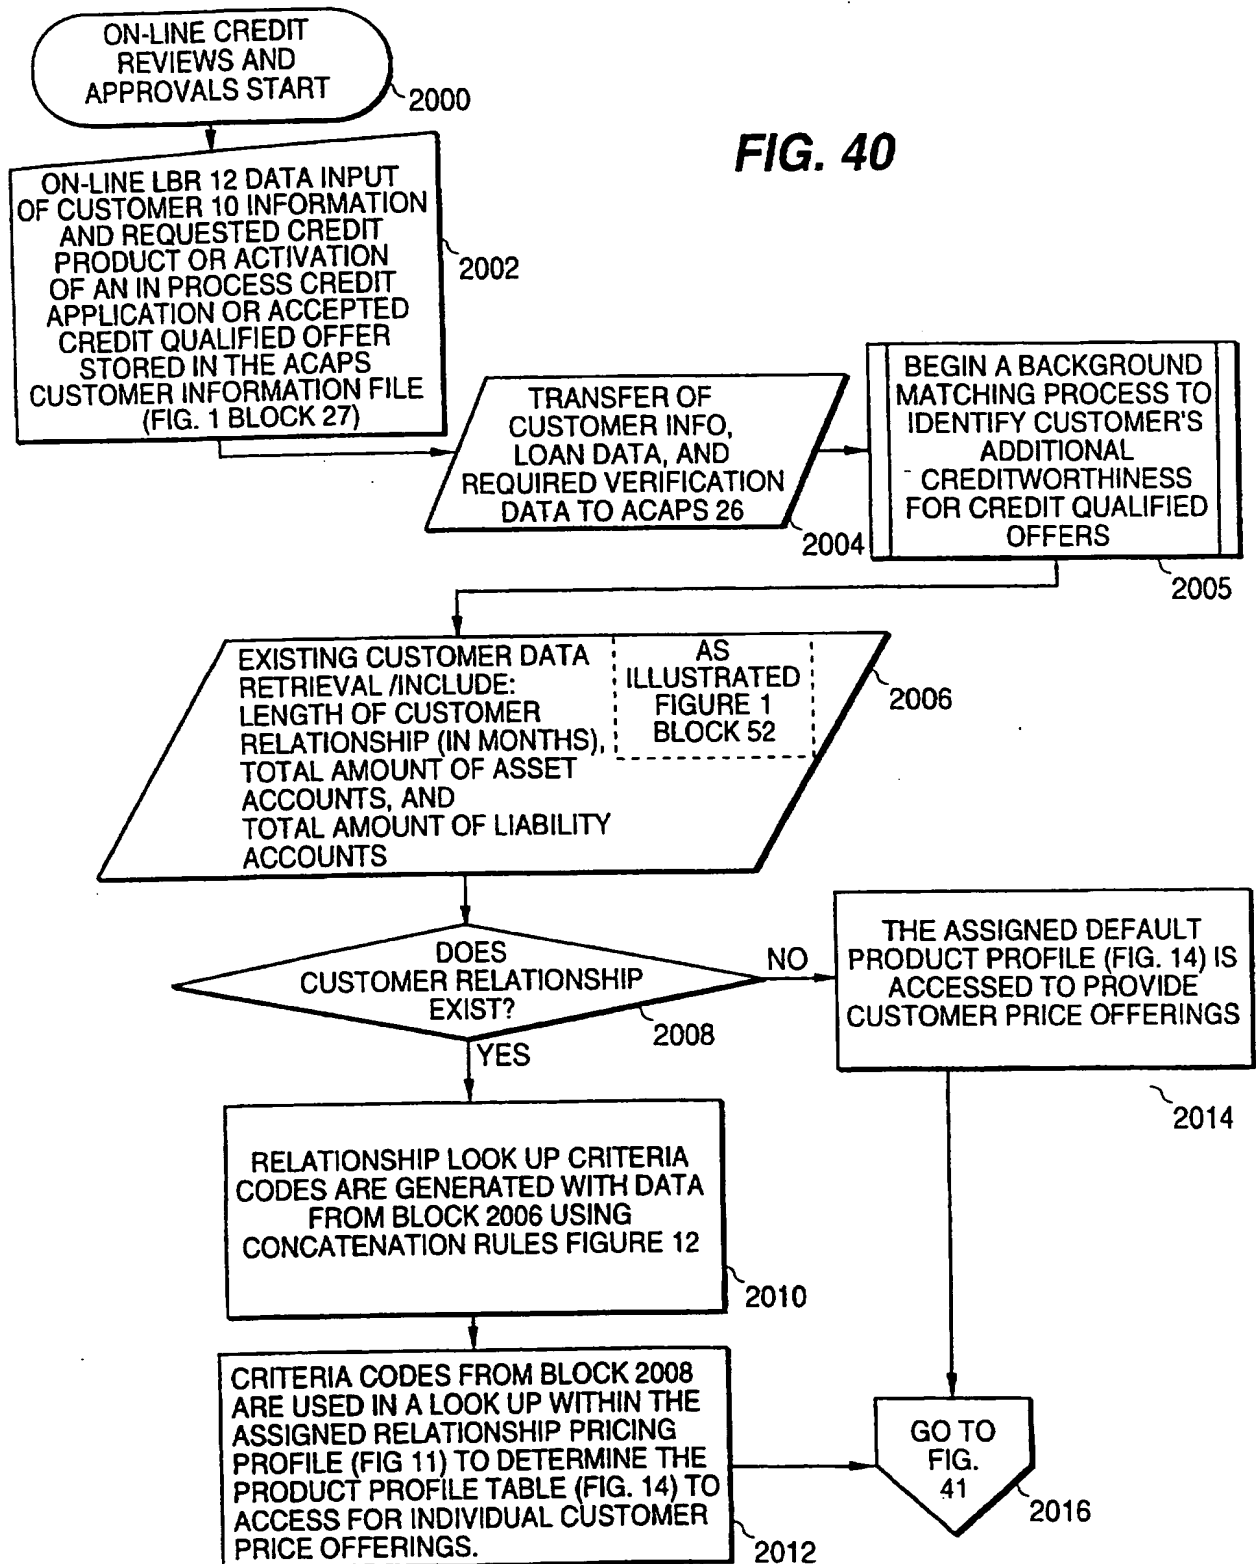 ON-LINE CREDIT
REVIEWS AND
APPROVALS START
2000
FIG. 40
ON-LINE LBR 12 DATA INPUT
OF CUSTOMER 10 INFORMATION
AND REQUESTED CREDIT
PRODUCT OR ACTIVATION
OF AN IN PROCESS CREDIT
APPLICATION OR ACCEPTED
CREDIT QUALIFIED OFFER
STORED IN THE ACAPS
CUSTOMER INFORMATION FILE
(FIG. 1 BLOCK 27)
2002
TRANSFER OF
CUSTOMER INFO,
LOAN DATA, AND
REQUIRED VERIFICATION
DATA TO ACAPS 26
2004
BEGIN A BACKGROUND
MATCHING PROCESS TO
IDENTIFY CUSTOMER'S
ADDITIONAL
CREDITWORTHINESS
FOR CREDIT QUALIFIED
OFFERS
2005
EXISTING CUSTOMER DATA
RETRIEVAL /INCLUDE:
LENGTH OF CUSTOMER
RELATIONSHIP (IN MONTHS),
TOTAL AMOUNT OF ASSET
ACCOUNTS, AND
TOTAL AMOUNT OF LIABILITY
ACCOUNTS
AS
ILLUSTRATED
FIGURE 1
BLOCK 52
2006
DOES
CUSTOMER RELATIONSHIP
EXIST?
2008
NO
YES
THE ASSIGNED DEFAULT
PRODUCT PROFILE (FIG. 14) IS
ACCESSED TO PROVIDE
CUSTOMER PRICE OFFERINGS
2014
RELATIONSHIP LOOK UP CRITERIA
CODES ARE GENERATED WITH DATA
FROM BLOCK 2006 USING
CONCATENATION RULES FIGURE 12
2010
CRITERIA CODES FROM BLOCK 2008
ARE USED IN A LOOK UP WITHIN THE
ASSIGNED RELATIONSHIP PRICING
PROFILE (FIG 11) TO DETERMINE THE
PRODUCT PROFILE TABLE (FIG. 14) TO
ACCESS FOR INDIVIDUAL CUSTOMER
PRICE OFFERINGS.
2012
GO TO
FIG.
41
2016